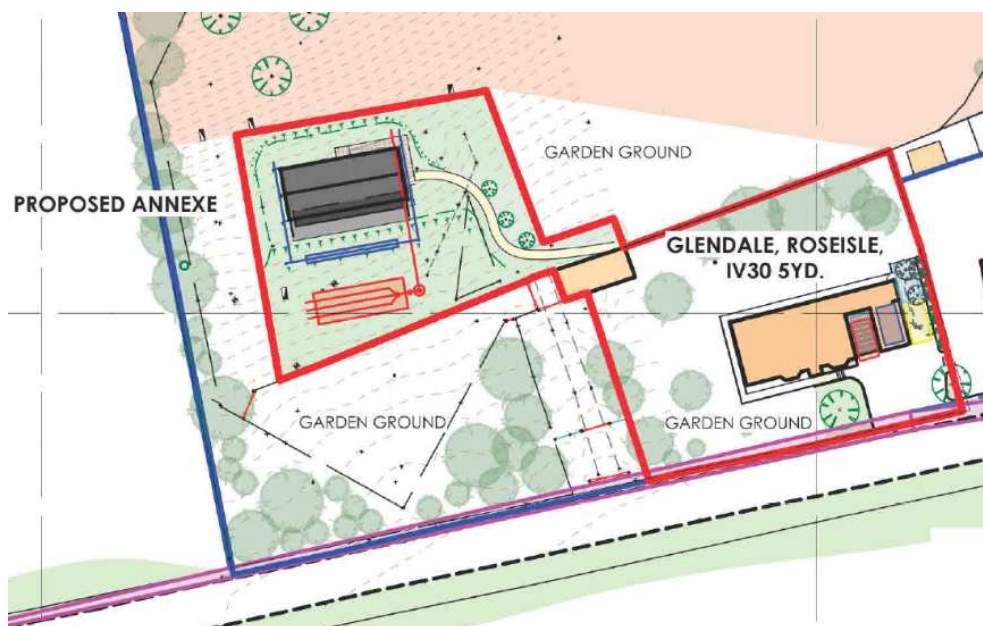 GARDEN GROUND
PROPOSED ANNEXE
GLENDALE, ROSEISLE,
IV30 5YD.
GARDEN GROUND
GARDEN GROUND